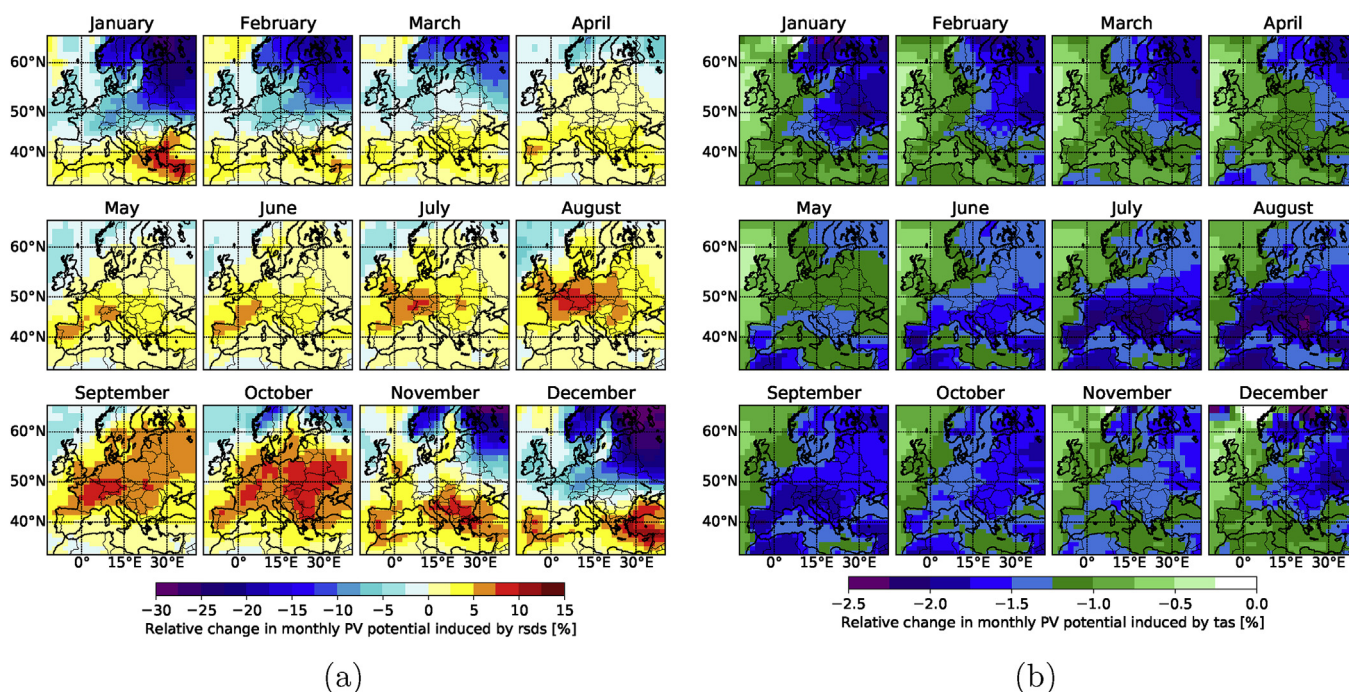 January February March April
60°N
50°N
40°N
May June July August
60°N
50°N
40°N
September October November December
60°N
50°N
40°N
0° 15°E 30°E 0° 15°E 30°E 0° 15°E 30°E 0° 15°E 30°E
−30 −25 −20 −15 −10 −5 0 5 10 15
Relative change in monthly PV potential induced by rsds [%]
(a)
January February March April
60°N
50°N
40°N
May June July August
60°N
50°N
40°N
September October November December
60°N
50°N
40°N
0° 15°E 30°E 0° 15°E 30°E 0° 15°E 30°E 0° 15°E 30°E
−2.5 −2.0 −1.5 −1.0 −0.5 0.0
Relative change in monthly PV potential induced by tas [%]
(b)